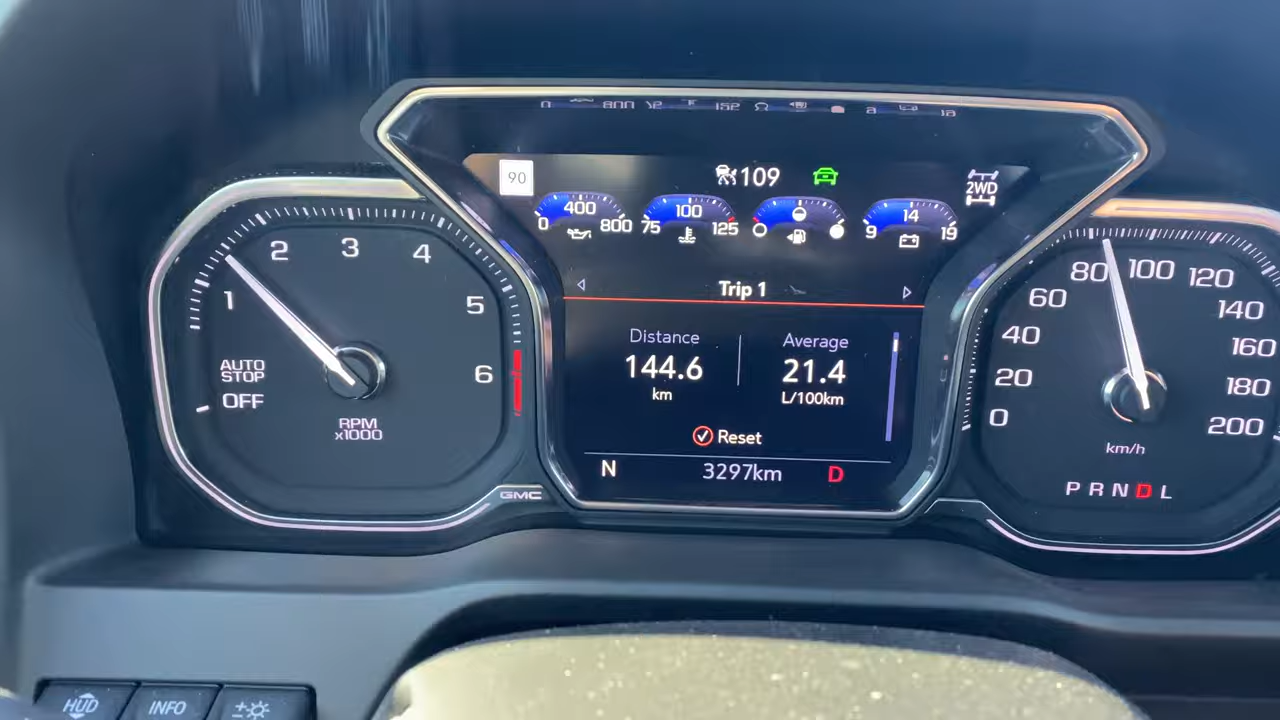 90
109
2WD
400
0 800
100
75 125
14
9 19
Trip 1
Distance
144.6
km
Average
21.4
L/100km
Reset
N 3297km D
1 2 3 4 5 6
AUTO
STOP
OFF
RPM
x1000
GMC
0 20 40 60 80 100 120 140 160 180 200
km/h
P R N D L
HUD
INFO